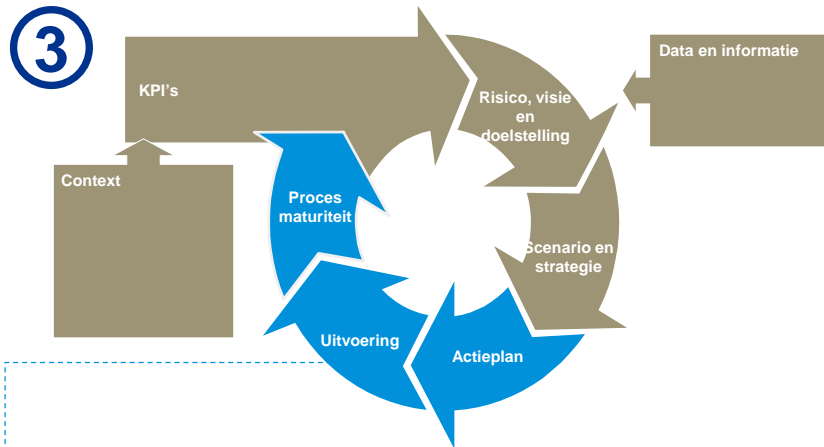 3
KPI's
Data en informatie
Risico, visie
en
doelstelling
Context
Proces
maturiteit
Scenario en
strategie
Uitvoering
Actieplan